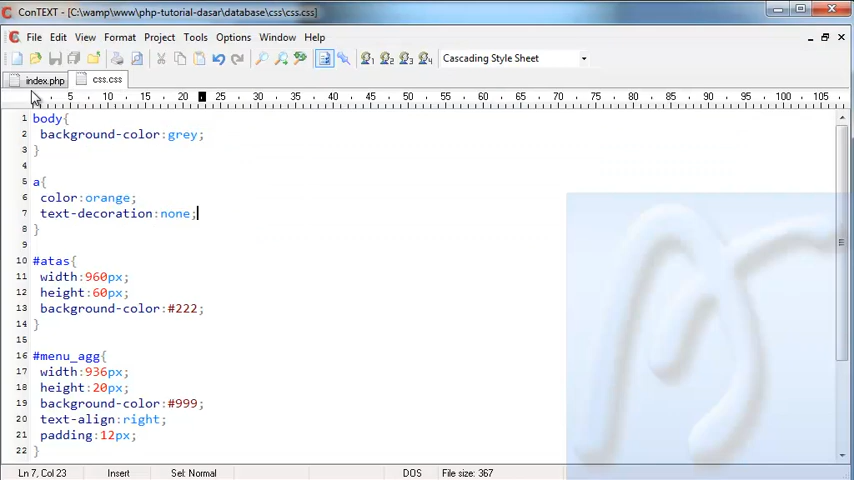 ConTEXT - [C:\wamp\www\php-tutorial-dasar\database\css\css.css]
File Edit View Format Project Tools Options Window Help
1 2 3 4 Cascading Style Sheet
index.php css.css
5 10 15 20 25 30 35 40 45 50 55 60 65 70 75 80 85 90 95 100 105
1 body{
2 background-color:grey;
3 }
4
5 a{
6 color:orange;
7 text-decoration:none;
8 }
9
10 #atas{
11 width:960px;
12 height:60px;
13 background-color:#222;
14 }
15
16 #menu_agg{
17 width:936px;
18 height:20px;
19 background-color:#999;
20 text-align:right;
21 padding:12px;
22 }
Ln 7, Col 23 Insert Sel: Normal DOS File size: 367